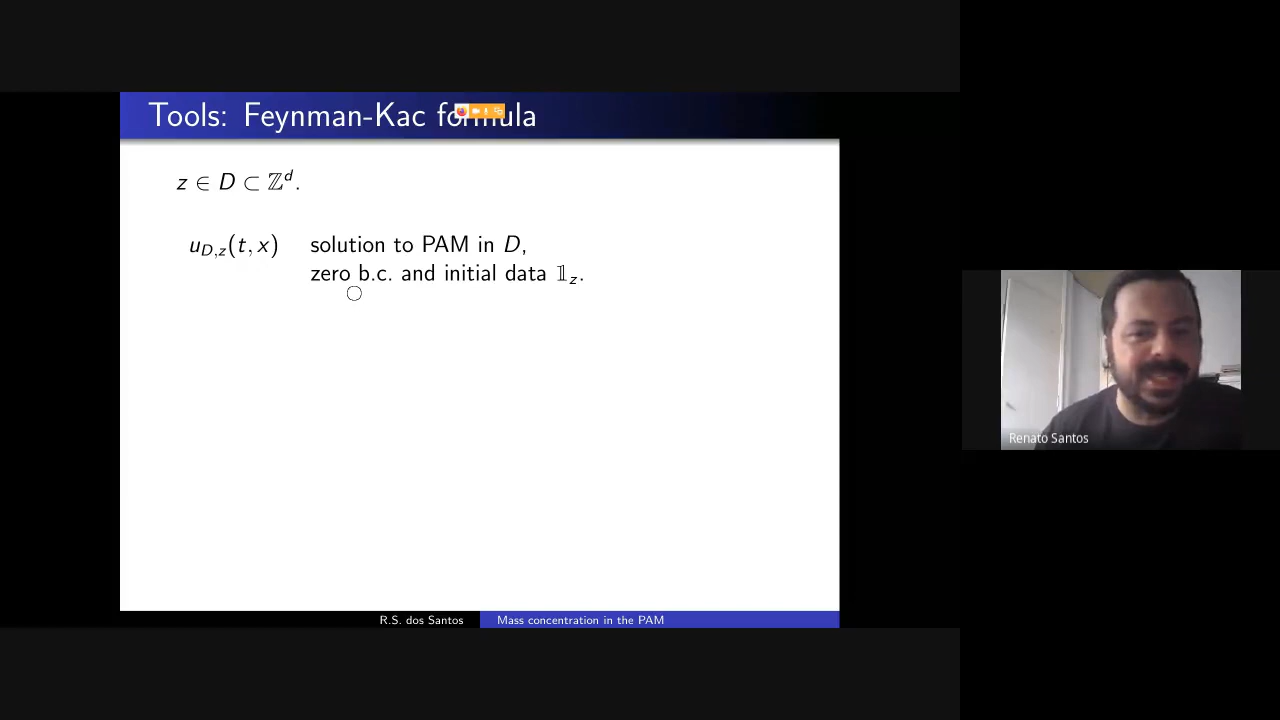 Tools: Feynman-Kac formula
z ∈ D ⊂ ℤᵈ.
u_{D,z}(t, x) solution to PAM in D,
zero b.c. and initial data 𝟙_z.
Renato Santos
R.S. dos Santos Mass concentration in the PAM